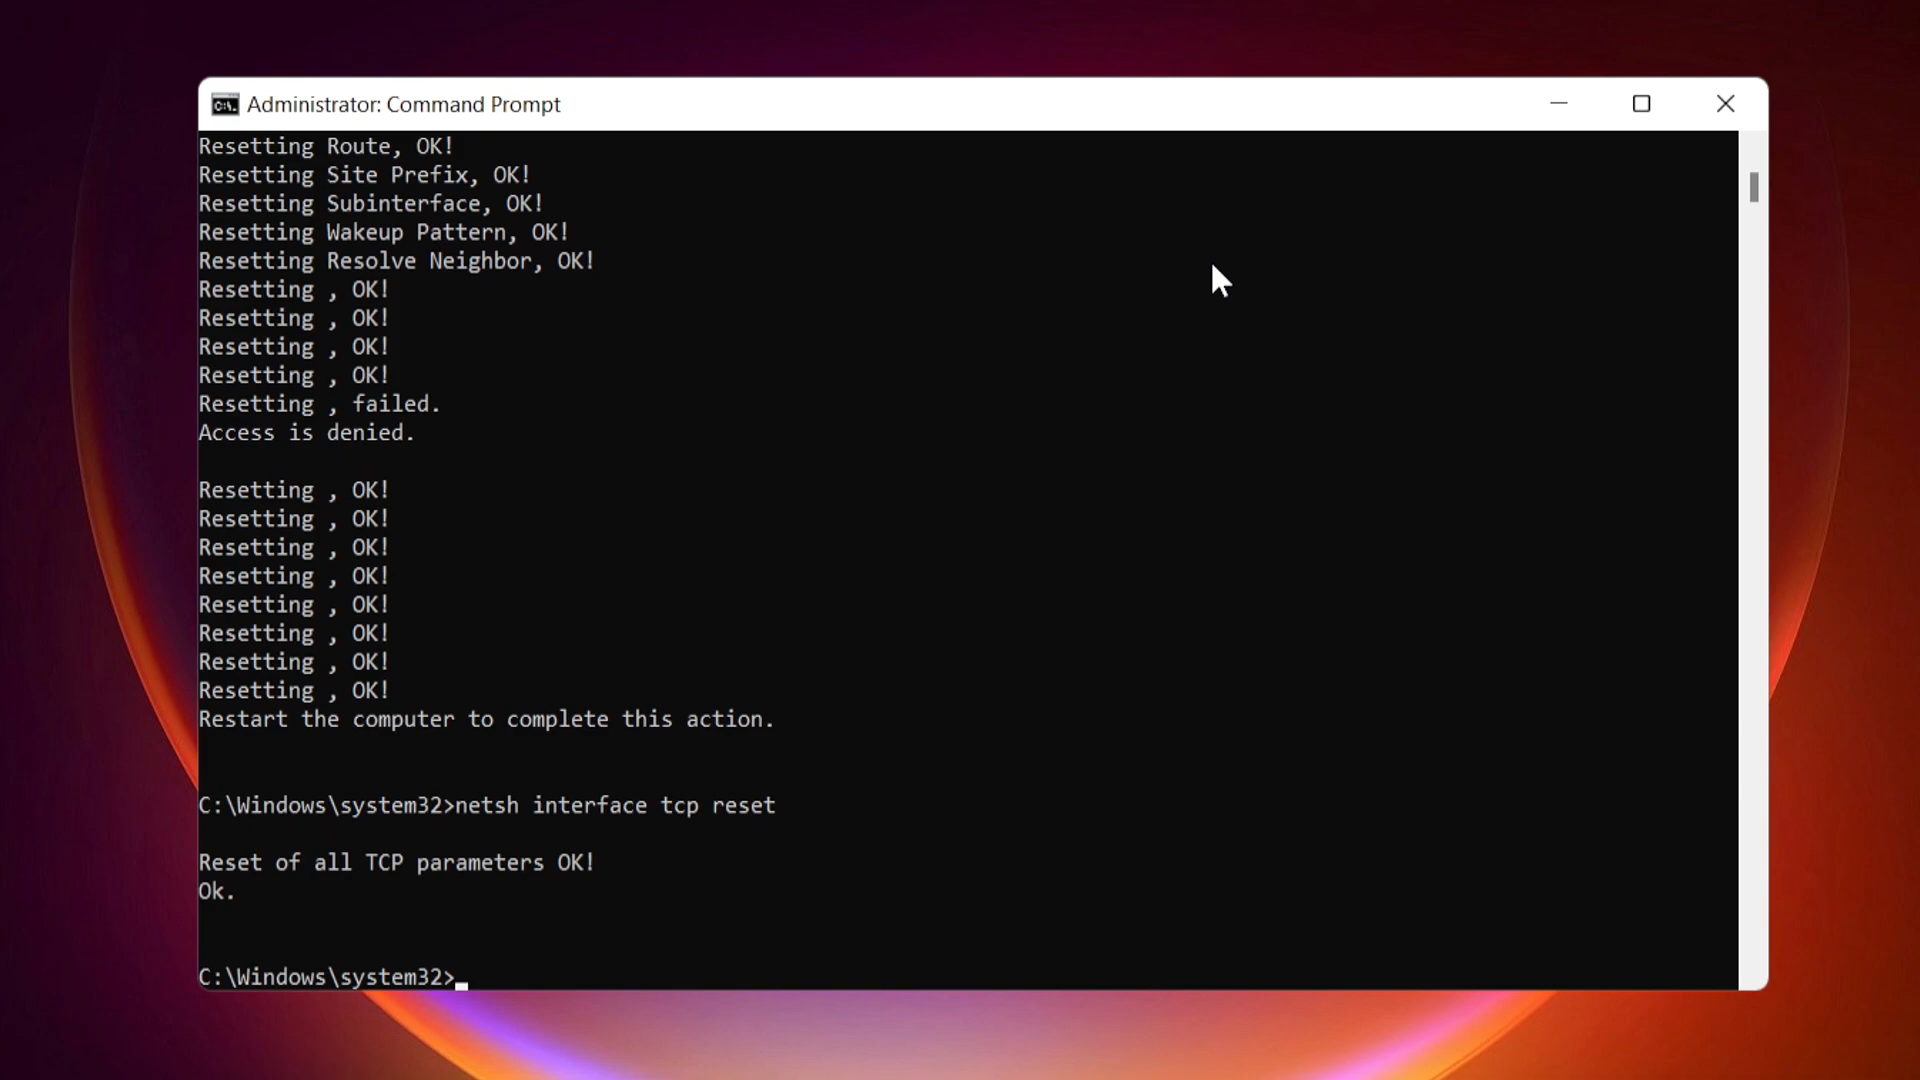 Administrator: Command Prompt
Resetting Route, OK!
Resetting Site Prefix, OK!
Resetting Subinterface, OK!
Resetting Wakeup Pattern, OK!
Resetting Resolve Neighbor, OK!
Resetting , OK!
Resetting , OK!
Resetting , OK!
Resetting , OK!
Resetting , failed.
Access is denied.
Resetting , OK!
Resetting , OK!
Resetting , OK!
Resetting , OK!
Resetting , OK!
Resetting , OK!
Resetting , OK!
Resetting , OK!
Restart the computer to complete this action.
C:\Windows\system32>netsh interface tcp reset
Reset of all TCP parameters OK!
Ok.
C:\Windows\system32>